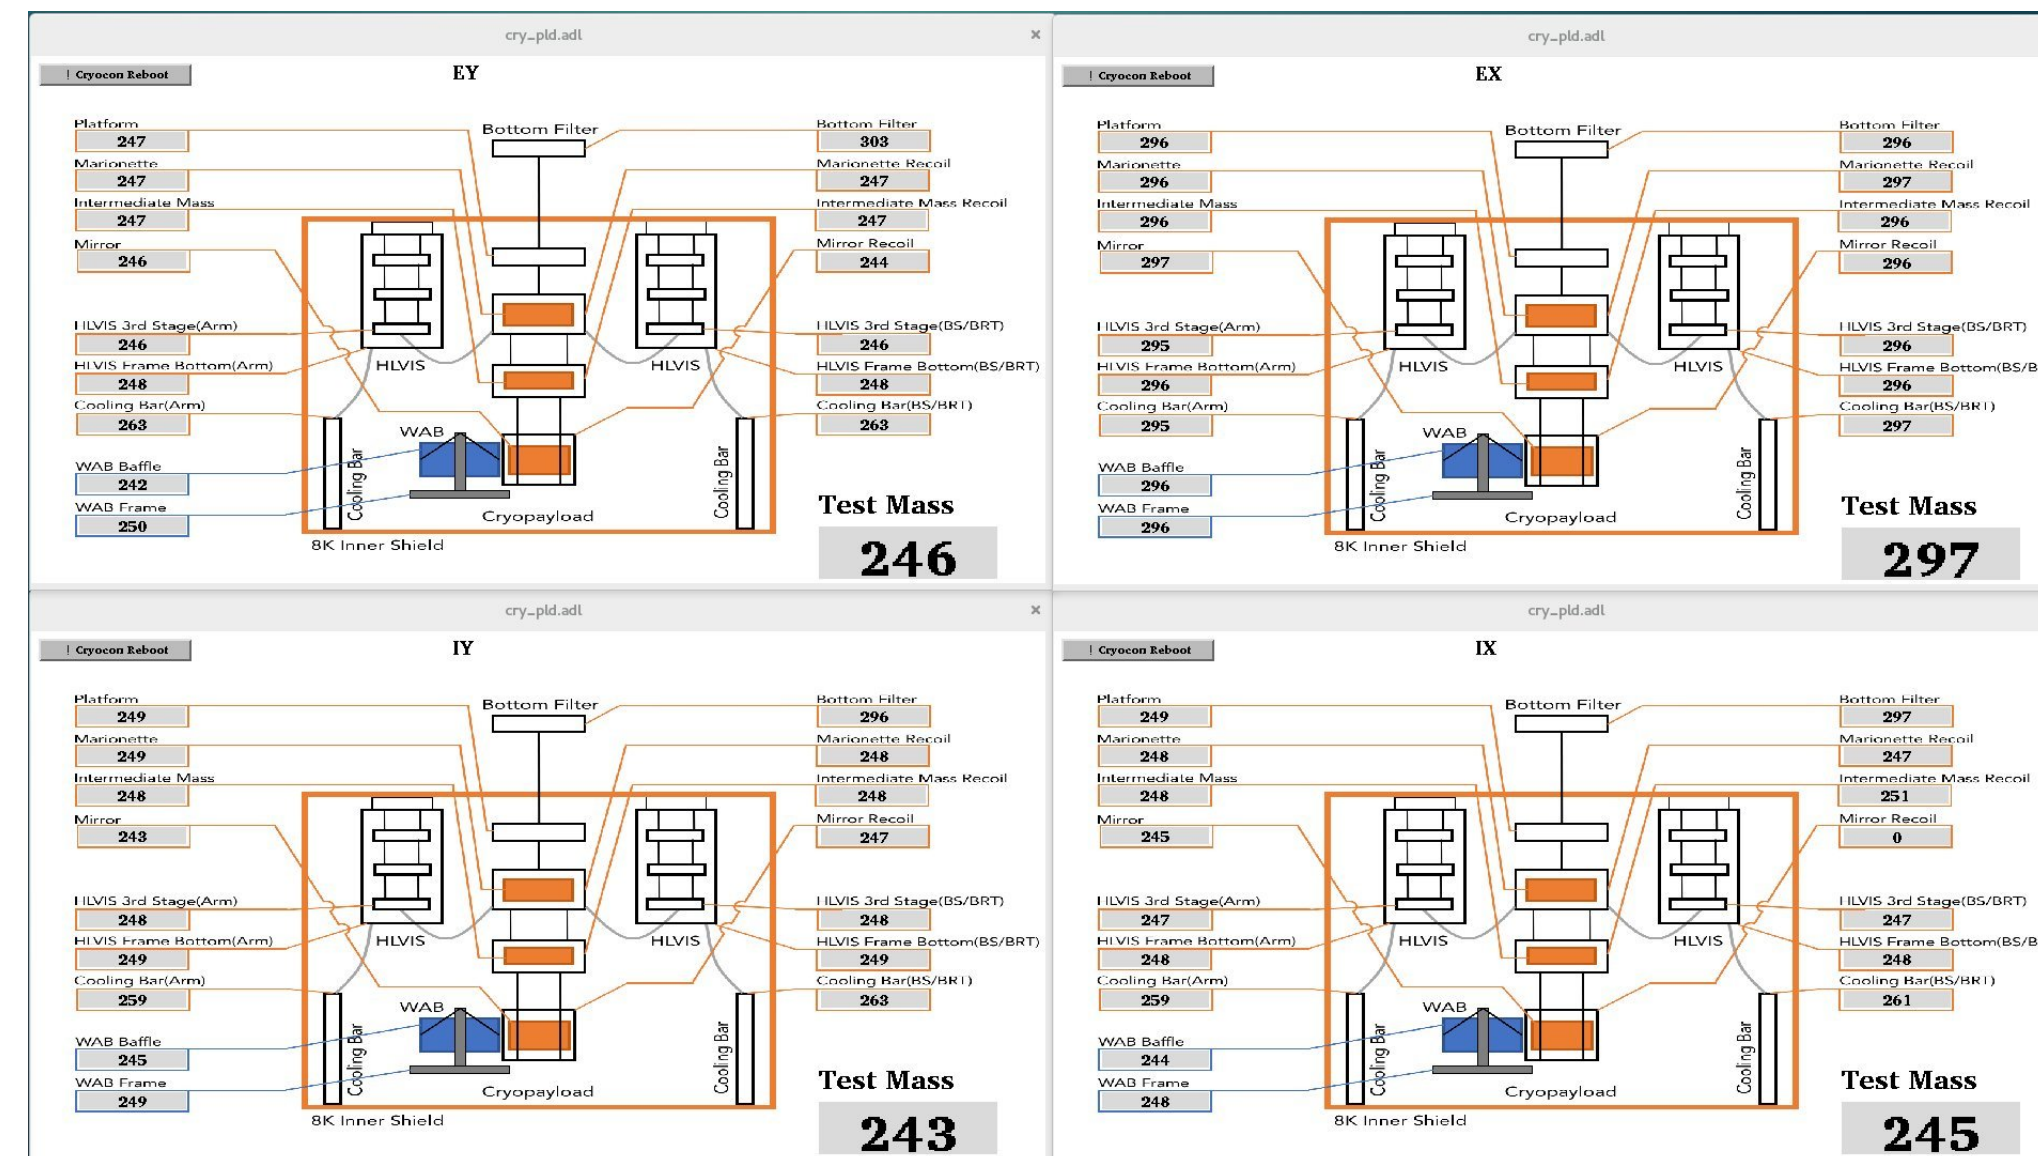 cry_pld.adl ×
! Cryocon Reboot
EY
Platform
247
Marionette
247
Intermediate Mass
247
Mirror
246
HLVIS 3rd Stage(Arm)
246
HLVIS Frame Bottom(Arm)
248
Cooling Bar(Arm)
263
WAB Baffle
242
WAB Frame
250
Bottom Filter
HLVIS
HLVIS
WAB
Cooling Bar
Cooling Bar
Cryopayload
8K Inner Shield
Bottom Filter
303
Marionette Recoil
247
Intermediate Mass Recoil
247
Mirror Recoil
244
HLVIS 3rd Stage(BS/BRT)
246
HLVIS Frame Bottom(BS/BRT)
248
Cooling Bar(BS/BRT)
263
Test Mass
246
cry_pld.adl
! Cryocon Reboot
EX
Platform
296
Marionette
296
Intermediate Mass
296
Mirror
297
HLVIS 3rd Stage(Arm)
295
HLVIS Frame Bottom(Arm)
296
Cooling Bar(Arm)
295
WAB Baffle
296
WAB Frame
296
Bottom Filter
HLVIS
HLVIS
WAB
Cooling Bar
Cooling Bar
Cryopayload
8K Inner Shield
Bottom Filter
296
Marionette Recoil
297
Intermediate Mass Recoil
296
Mirror Recoil
296
HLVIS 3rd Stage(BS/BRT)
296
HLVIS Frame Bottom(BS/B
296
Cooling Bar(BS/BRT)
297
Test Mass
297
cry_pld.adl ×
! Cryocon Reboot
IY
Platform
249
Marionette
249
Intermediate Mass
248
Mirror
243
HLVIS 3rd Stage(Arm)
248
HLVIS Frame Bottom(Arm)
249
Cooling Bar(Arm)
259
WAB Baffle
245
WAB Frame
249
Bottom Filter
HLVIS
HLVIS
WAB
Cooling Bar
Cooling Bar
Cryopayload
8K Inner Shield
Bottom Filter
296
Marionette Recoil
248
Intermediate Mass Recoil
248
Mirror Recoil
247
HLVIS 3rd Stage(BS/BRT)
248
HLVIS Frame Bottom(BS/BRT)
249
Cooling Bar(BS/BRT)
263
Test Mass
243
cry_pld.adl
! Cryocon Reboot
IX
Platform
249
Marionette
248
Intermediate Mass
248
Mirror
245
HLVIS 3rd Stage(Arm)
247
HLVIS Frame Bottom(Arm)
248
Cooling Bar(Arm)
259
WAB Baffle
244
WAB Frame
248
Bottom Filter
HLVIS
HLVIS
WAB
Cooling Bar
Cooling Bar
Cryopayload
8K Inner Shield
Bottom Filter
297
Marionette Recoil
247
Intermediate Mass Recoil
251
Mirror Recoil
0
HLVIS 3rd Stage(BS/BRT)
247
HLVIS Frame Bottom(BS/B
248
Cooling Bar(BS/BRT)
261
Test Mass
245